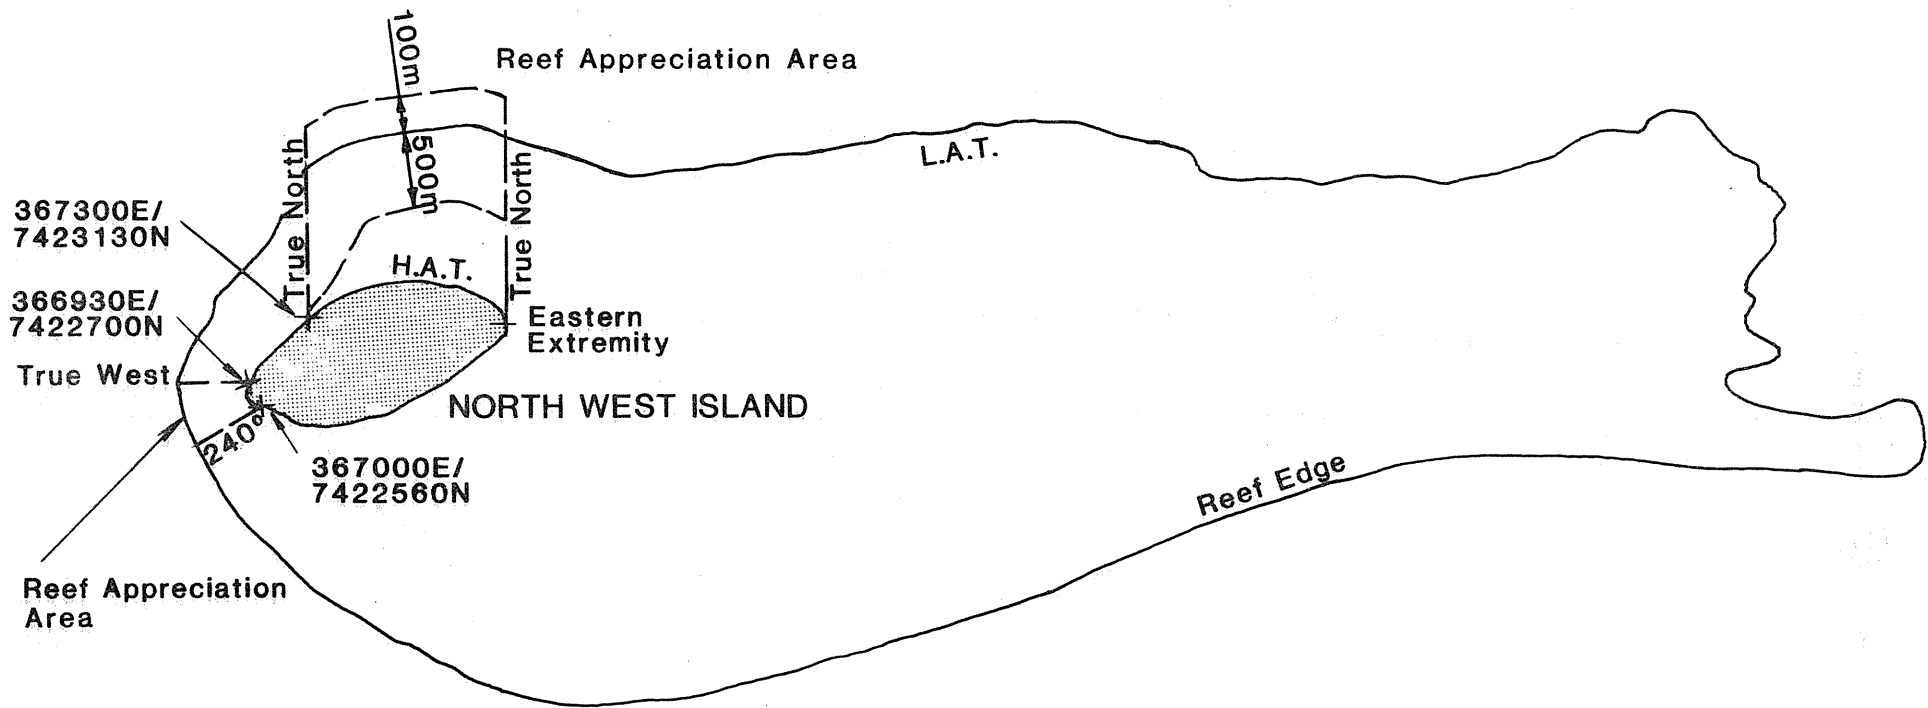 100m
Reef Appreciation Area
500m
L.A.T.
True North
True North
367300E/
7423130N
H.A.T.
366930E/
7422700N
Eastern
Extremity
True West
NORTH WEST ISLAND
240°
367000E/
7422560N
Reef Edge
Reef Appreciation
Area